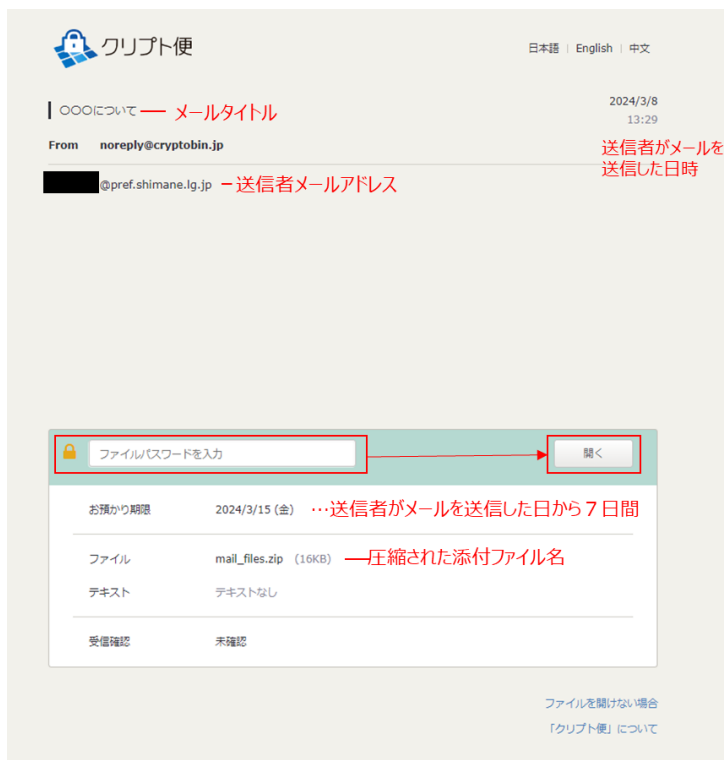 クリプト便
日本語 | English | 中文
〇〇〇について
メールタイトル
2024/3/8
13:29
From noreply@cryptobin.jp
送信者がメールを
送信した日時
@pref.shimane.lg.jp
送信者メールアドレス
ファイルパスワードを入力
開く
お預かり期限 2024/3/15 (金) …送信者がメールを送信した日から7日間
ファイル mail_files.zip (16KB) 圧縮された添付ファイル名
テキスト テキストなし
受信確認 未確認
ファイルを開けない場合
「クリプト便」について